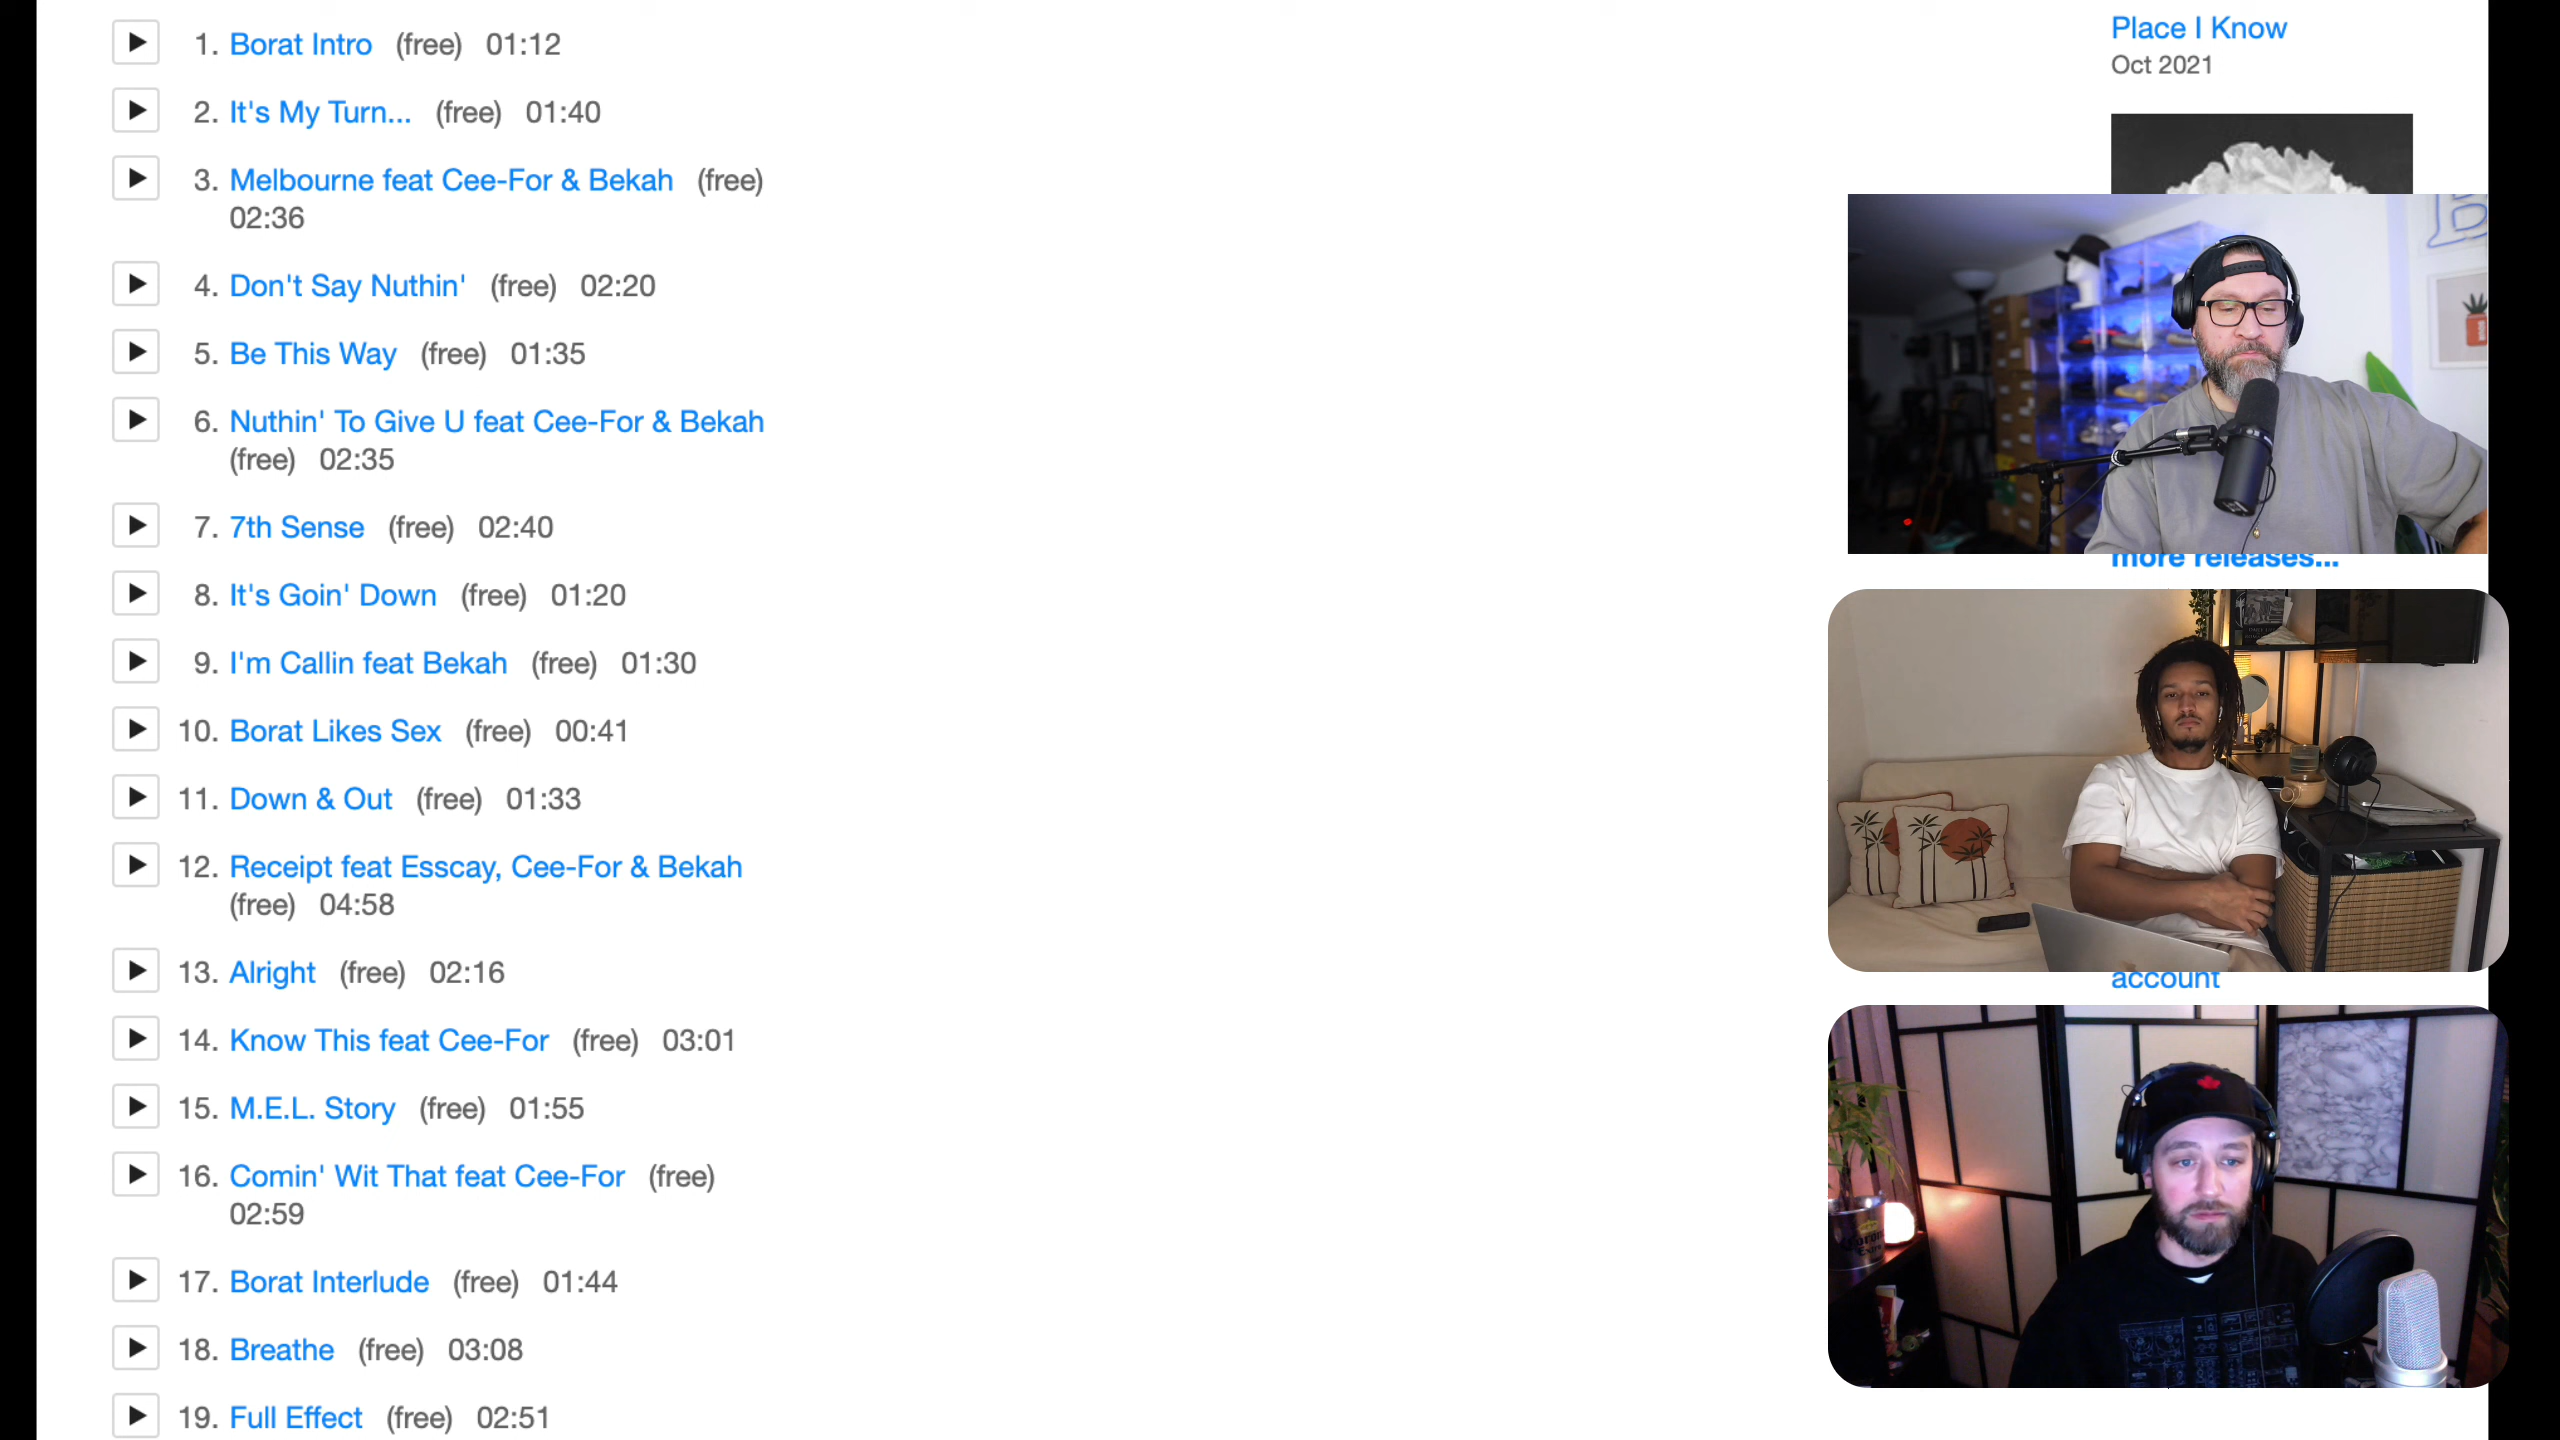 1. Borat Intro (free) 01:12
2. It's My Turn... (free) 01:40
3. Melbourne feat Cee-For & Bekah (free)
02:36
4. Don't Say Nuthin' (free) 02:20
5. Be This Way (free) 01:35
6. Nuthin' To Give U feat Cee-For & Bekah
(free) 02:35
7. 7th Sense (free) 02:40
8. It's Goin' Down (free) 01:20
9. I'm Callin feat Bekah (free) 01:30
10. Borat Likes Sex (free) 00:41
11. Down & Out (free) 01:33
12. Receipt feat Esscay, Cee-For & Bekah
(free) 04:58
13. Alright (free) 02:16
14. Know This feat Cee-For (free) 03:01
15. M.E.L. Story (free) 01:55
16. Comin' Wit That feat Cee-For (free)
02:59
17. Borat Interlude (free) 01:44
18. Breathe (free) 03:08
19. Full Effect (free) 02:51
Place I Know
Oct 2021
more releases...
account